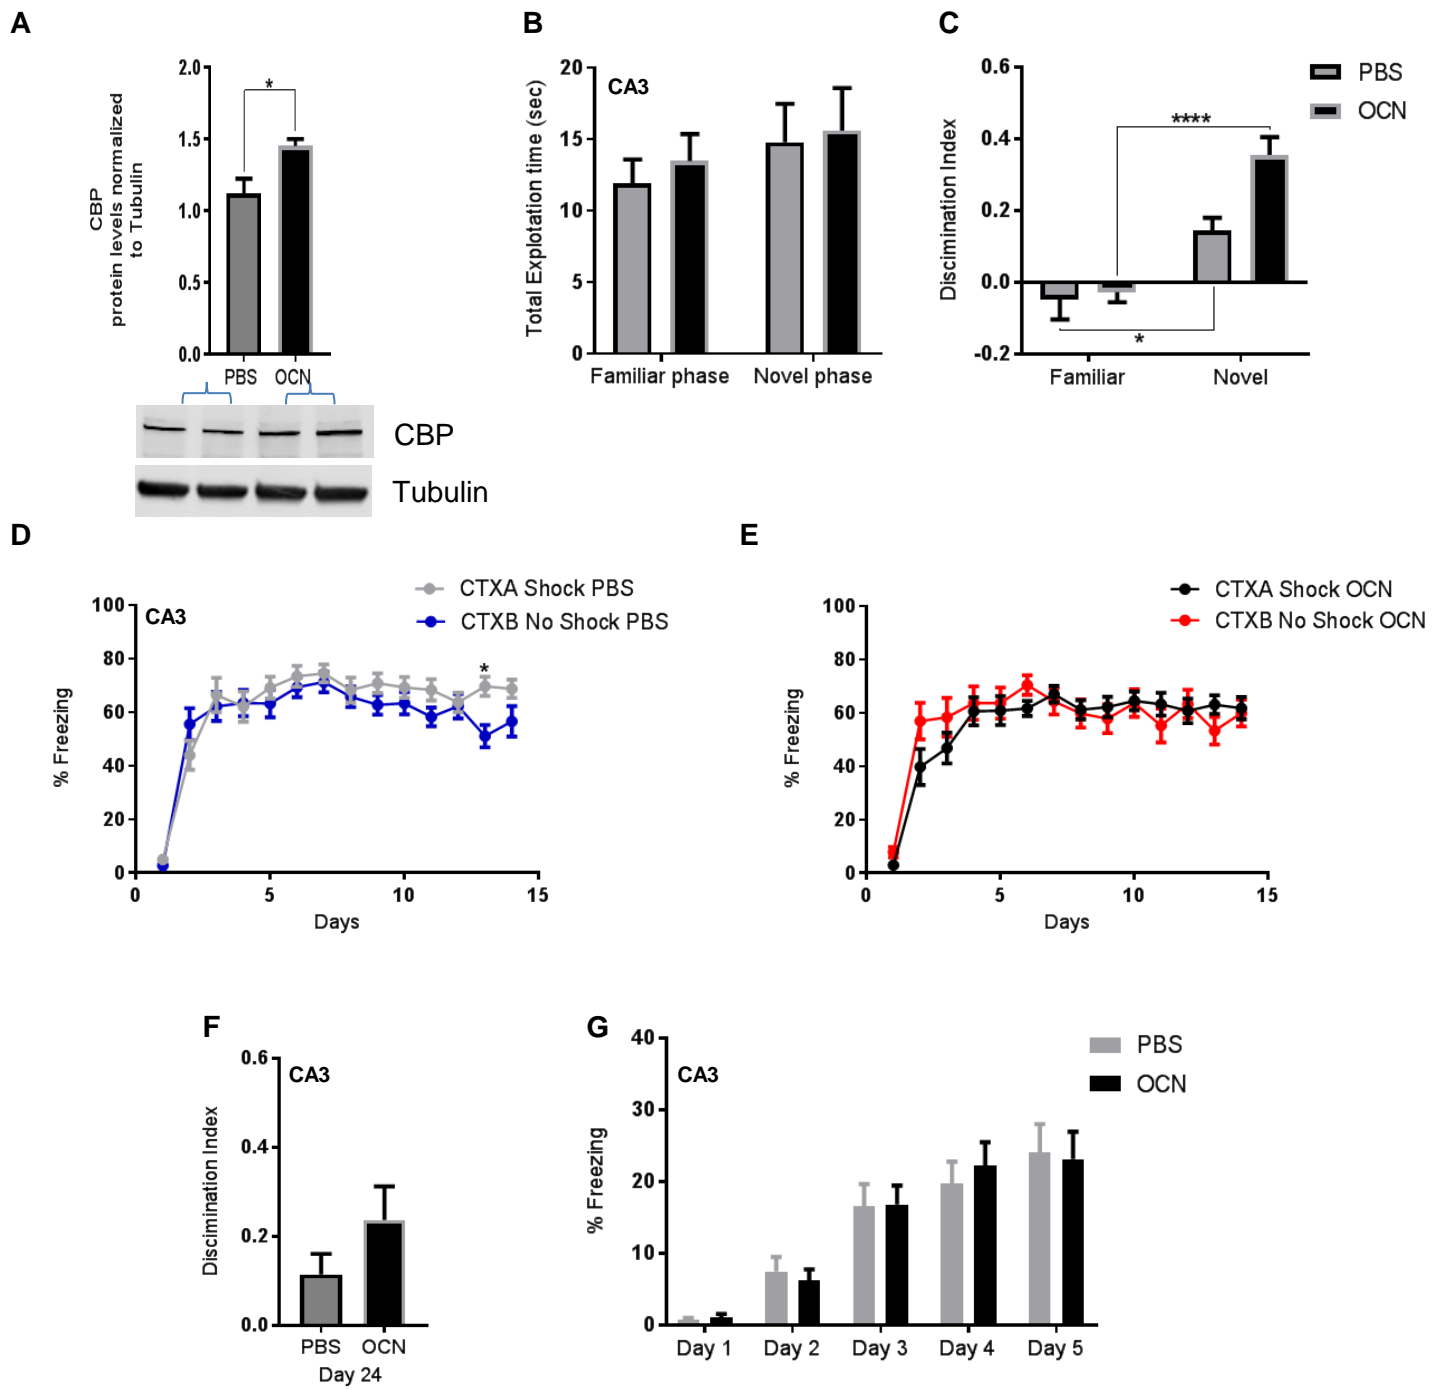 A
2.0
1.5
1.0
0.5
0.0
CBP
protein levels normalized
to Tubulin
*
PBS OCN
CBP
Tubulin
B
CA3
20
15
10
5
0
Total Explotation time (sec)
Familiar phase Novel phase
C
0.6
0.4
0.2
0.0
-0.2
Discimination Index
****
*
Familiar Novel
PBS
OCN
D
CTXA Shock PBS
CTXB No Shock PBS
CA3
100
80
60
40
20
0
% Freezing
*
0 5 10 15
Days
E
CTXA Shock OCN
CTXB No Shock OCN
100
80
60
40
20
0
% Freezing
0 5 10 15
Days
F
CA3
0.6
0.4
0.2
0.0
Discimination Index
PBS OCN
Day 24
G
CA3
40
30
20
10
0
% Freezing
Day 1 Day 2 Day 3 Day 4 Day 5
PBS
OCN